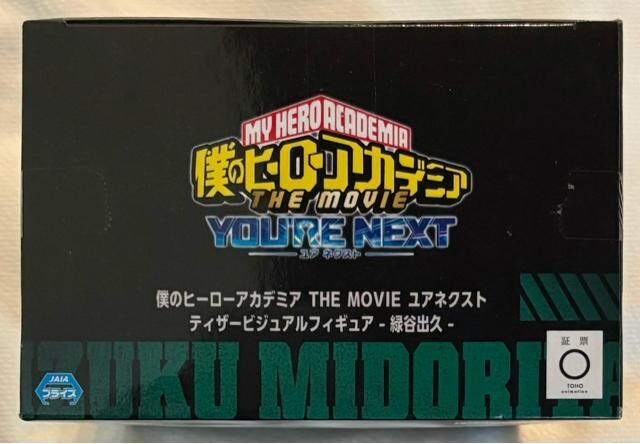 MY HERO ACADEMIA
僕のヒーローアカデミア
THE MOVIE
YOU'RE NEXT
ユア ネクスト
僕のヒーローアカデミア THE MOVIE ユアネクスト
ティザービジュアルフィギュア - 緑谷出久 -
IZUKU MIDORIYA
JAIA
プライズ
証票
TOHO
animation